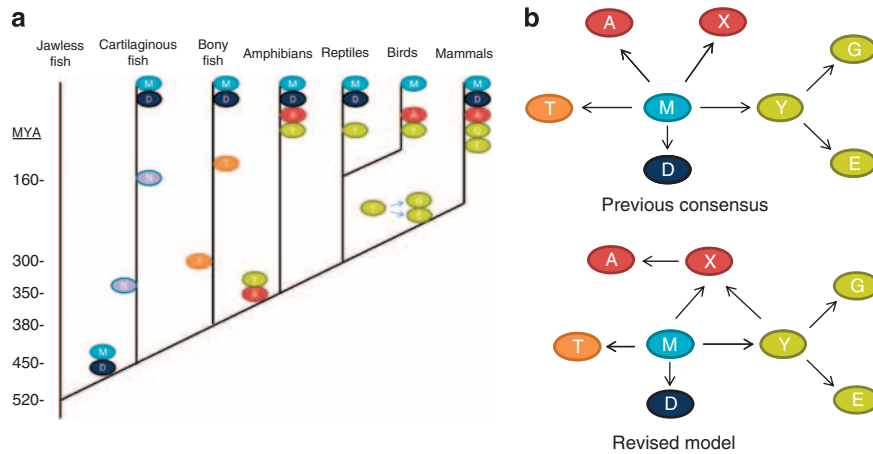 a
Jawless fish
Cartilaginous fish
Bony fish
Amphibians
Reptiles
Birds
Mammals
M M M M M M
D D D D D D
A A A
Y Y Y G
E
MYA
T
160-
N
Y G
E
300-
T
N
Y
350-
A
380-
M
450-
D
520-
b
A X
G
T M Y
D E
Previous consensus
A X
G
T M Y
D E
Revised model